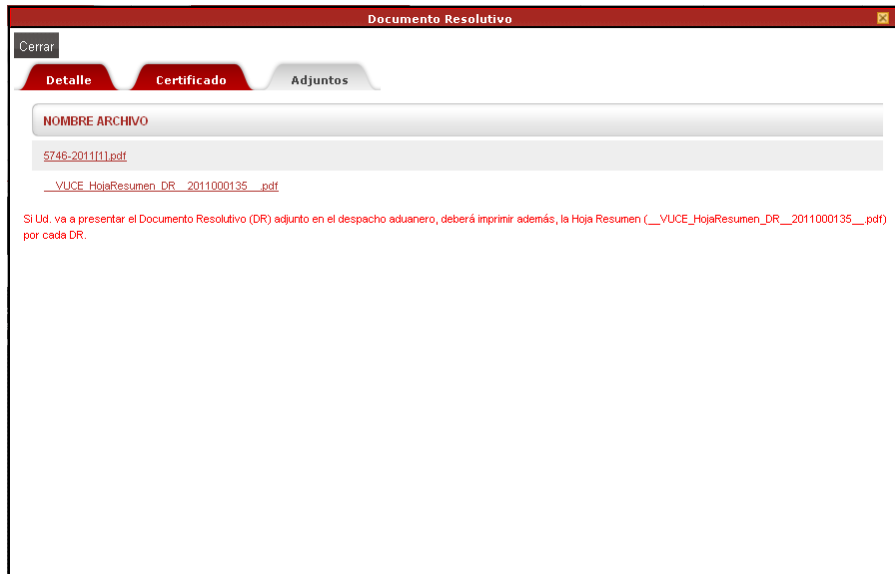 Documento Resolutivo
Cerrar
Detalle Certificado Adjuntos
NOMBRE ARCHIVO
5746-2011[1].pdf
__VUCE_HojaResumen_DR__2011000135__.pdf
Si Ud. va a presentar el Documento Resolutivo (DR) adjunto en el despacho aduanero, deberá imprimir además, la Hoja Resumen (__VUCE_HojaResumen_DR__2011000135__.pdf)
por cada DR.